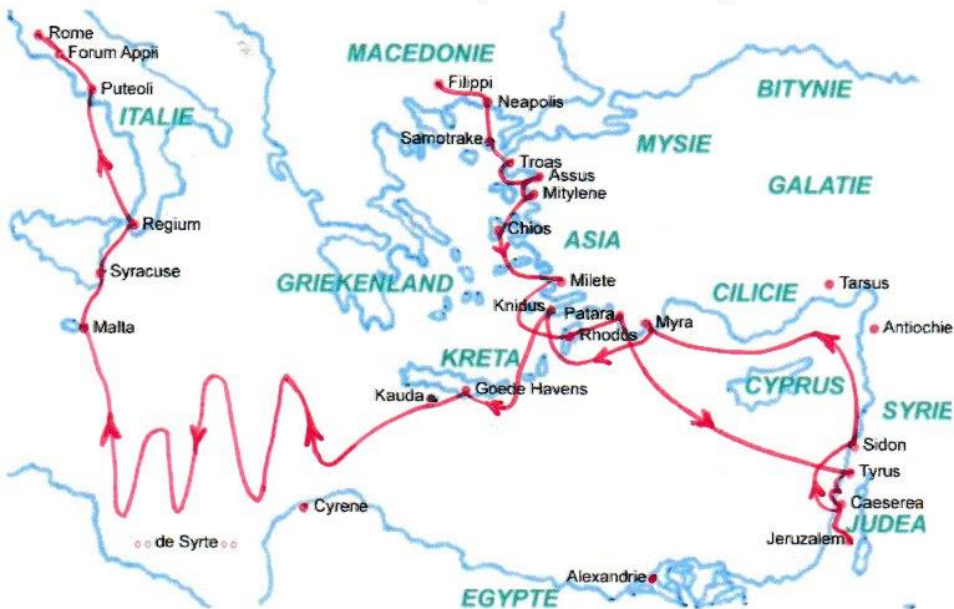 Rome
Forum Appii
MACEDONIE
Filippi
Puteoli
BITYNIE
Neapolis
ITALIE
Samotrake
MYSIE
Troas
Assus
Mitylene
GALATIE
Chios
Regium
ASIA
Syracuse
GRIEKENLAND
Milete
Tarsus
CILICIE
Knidus
Patara
Malta
Myra
Rhodos
Antiochie
KRETA
CYPRUS
Kauda
Goede Havens
SYRIE
Sidon
Tyrus
Cyrene
Caeserea
JUDEA
de Syrte
Jeruzalem
Alexandrie
EGYPTE